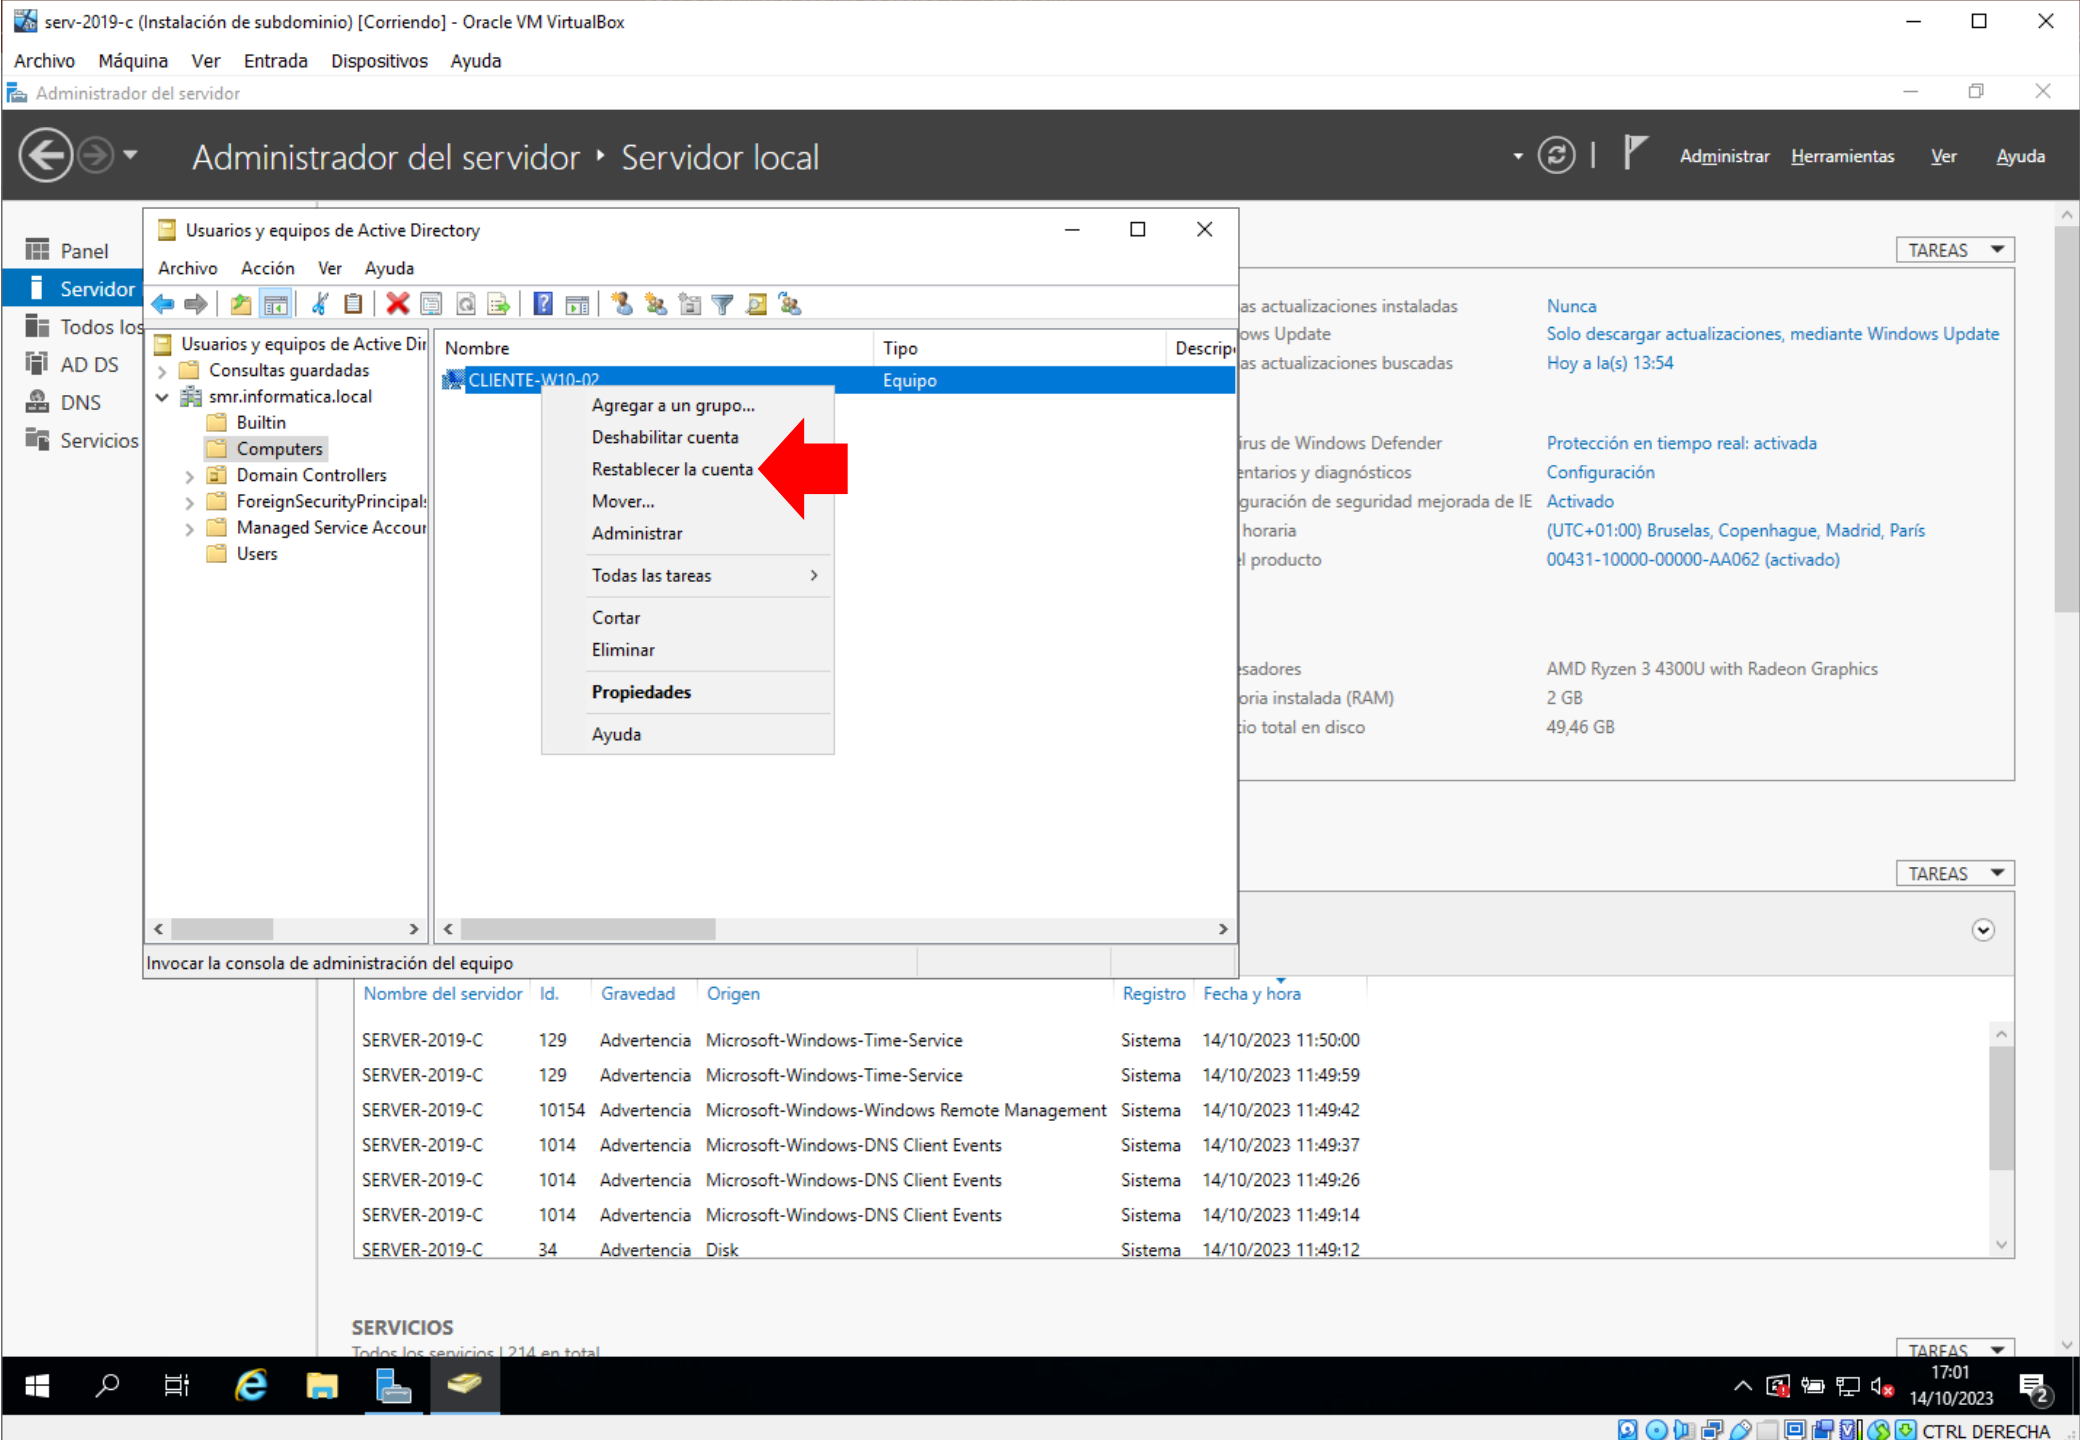 serv-2019-c (Instalación de subdominio) [Corriendo] - Oracle VM VirtualBox
Archivo Máquina Ver Entrada Dispositivos Ayuda
Administrador del servidor
Administrador del servidor Servidor local
Administrar Herramientas Ver Ayuda
Panel
Servidor
Todos los
AD DS
DNS
Servicios
Usuarios y equipos de Active Directory
Archivo Acción Ver Ayuda
Usuarios y equipos de Active Dir
Consultas guardadas
smr.informatica.local
Builtin
Computers
Domain Controllers
ForeignSecurityPrincipal
Managed Service Accour
Users
Nombre Tipo Descrip
CLIENTE-W10-02 Equipo
Agregar a un grupo...
Deshabilitar cuenta
Restablecer la cuenta
Mover...
Administrar
Todas las tareas
Cortar
Eliminar
Propiedades
Ayuda
Invocar la consola de administración del equipo
TAREAS
as actualizaciones instaladas Nunca
ows Update Solo descargar actualizaciones, mediante Windows Update
as actualizaciones buscadas Hoy a la(s) 13:54
irus de Windows Defender Protección en tiempo real: activada
entarios y diagnósticos Configuración
guración de seguridad mejorada de IE Activado
horaria (UTC+01:00) Bruselas, Copenhague, Madrid, París
el producto 00431-10000-00000-AA062 (activado)
esadores AMD Ryzen 3 4300U with Radeon Graphics
oria instalada (RAM) 2 GB
cio total en disco 49,46 GB
TAREAS
Nombre del servidor Id. Gravedad Origen Registro Fecha y hora
SERVER-2019-C 129 Advertencia Microsoft-Windows-Time-Service Sistema 14/10/2023 11:50:00
SERVER-2019-C 129 Advertencia Microsoft-Windows-Time-Service Sistema 14/10/2023 11:49:59
SERVER-2019-C 10154 Advertencia Microsoft-Windows-Windows Remote Management Sistema 14/10/2023 11:49:42
SERVER-2019-C 1014 Advertencia Microsoft-Windows-DNS Client Events Sistema 14/10/2023 11:49:37
SERVER-2019-C 1014 Advertencia Microsoft-Windows-DNS Client Events Sistema 14/10/2023 11:49:26
SERVER-2019-C 1014 Advertencia Microsoft-Windows-DNS Client Events Sistema 14/10/2023 11:49:14
SERVER-2019-C 34 Advertencia Disk Sistema 14/10/2023 11:49:12
SERVICIOS
Todos los servicios | 214 en total
TAREAS
17:01
14/10/2023
2
CTRL DERECHA